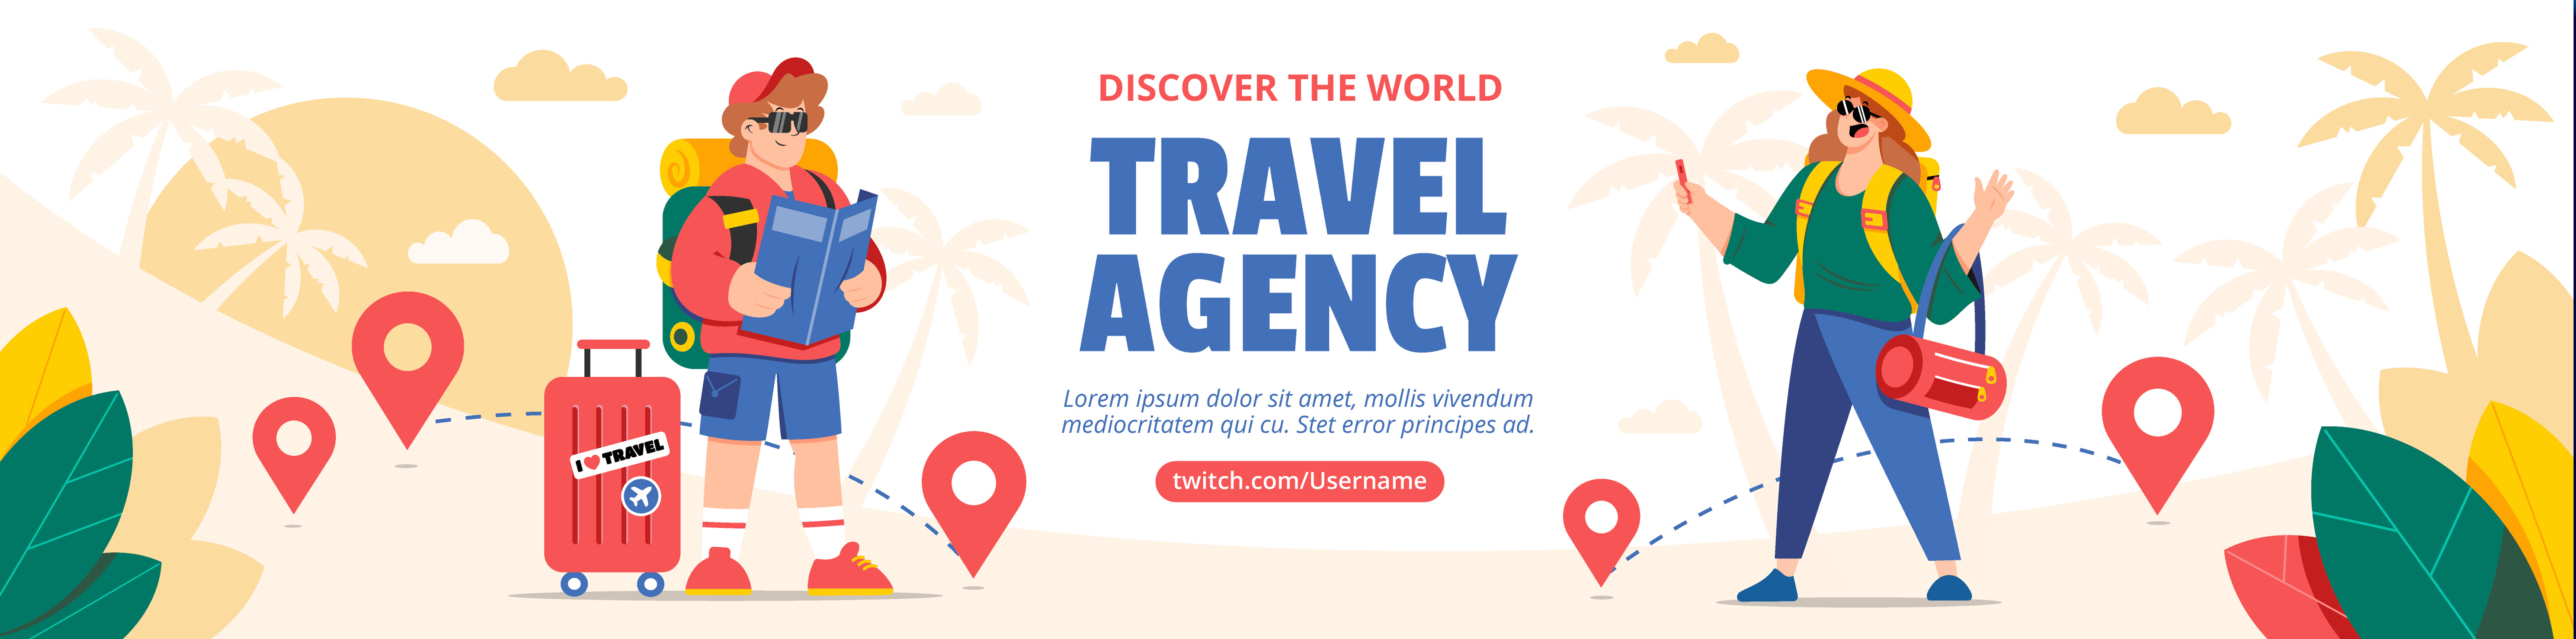 DISCOVER THE WORLD
TRAVEL
AGENCY
Lorem ipsum dolor sit amet, mollis vivendum
mediocritatem qui cu. Stet error principes ad.
twitch.com/Username
I ❤ TRAVEL